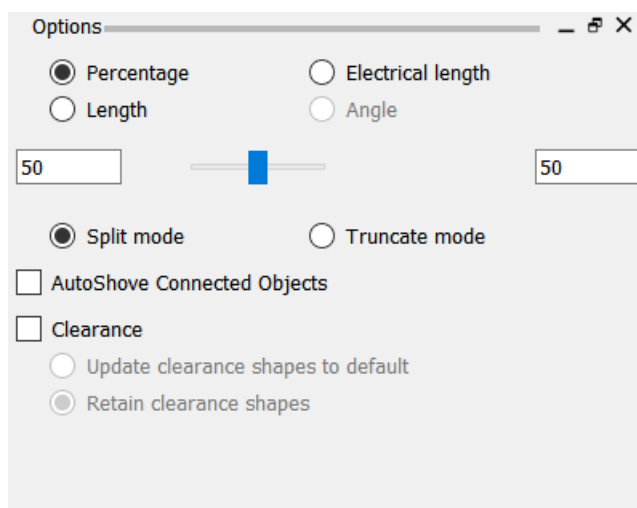 Options
Percentage Electrical length
Length Angle
50 50
Split mode Truncate mode
AutoShove Connected Objects
Clearance
Update clearance shapes to default
Retain clearance shapes